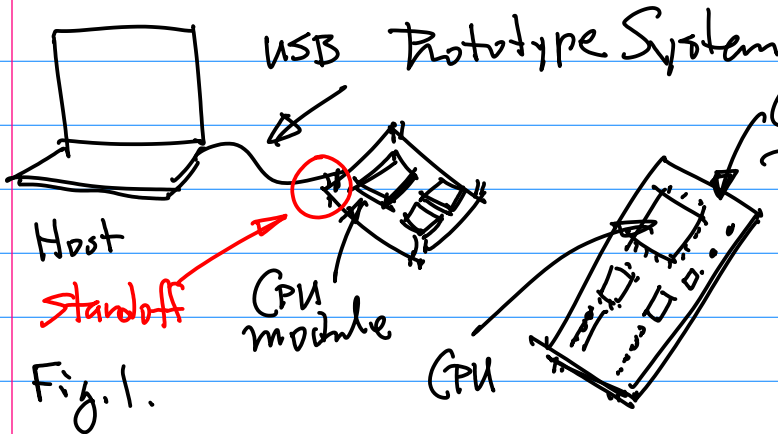 USB Prototype System
Host
Standoff
CPU
module
CPU
Fig.1.